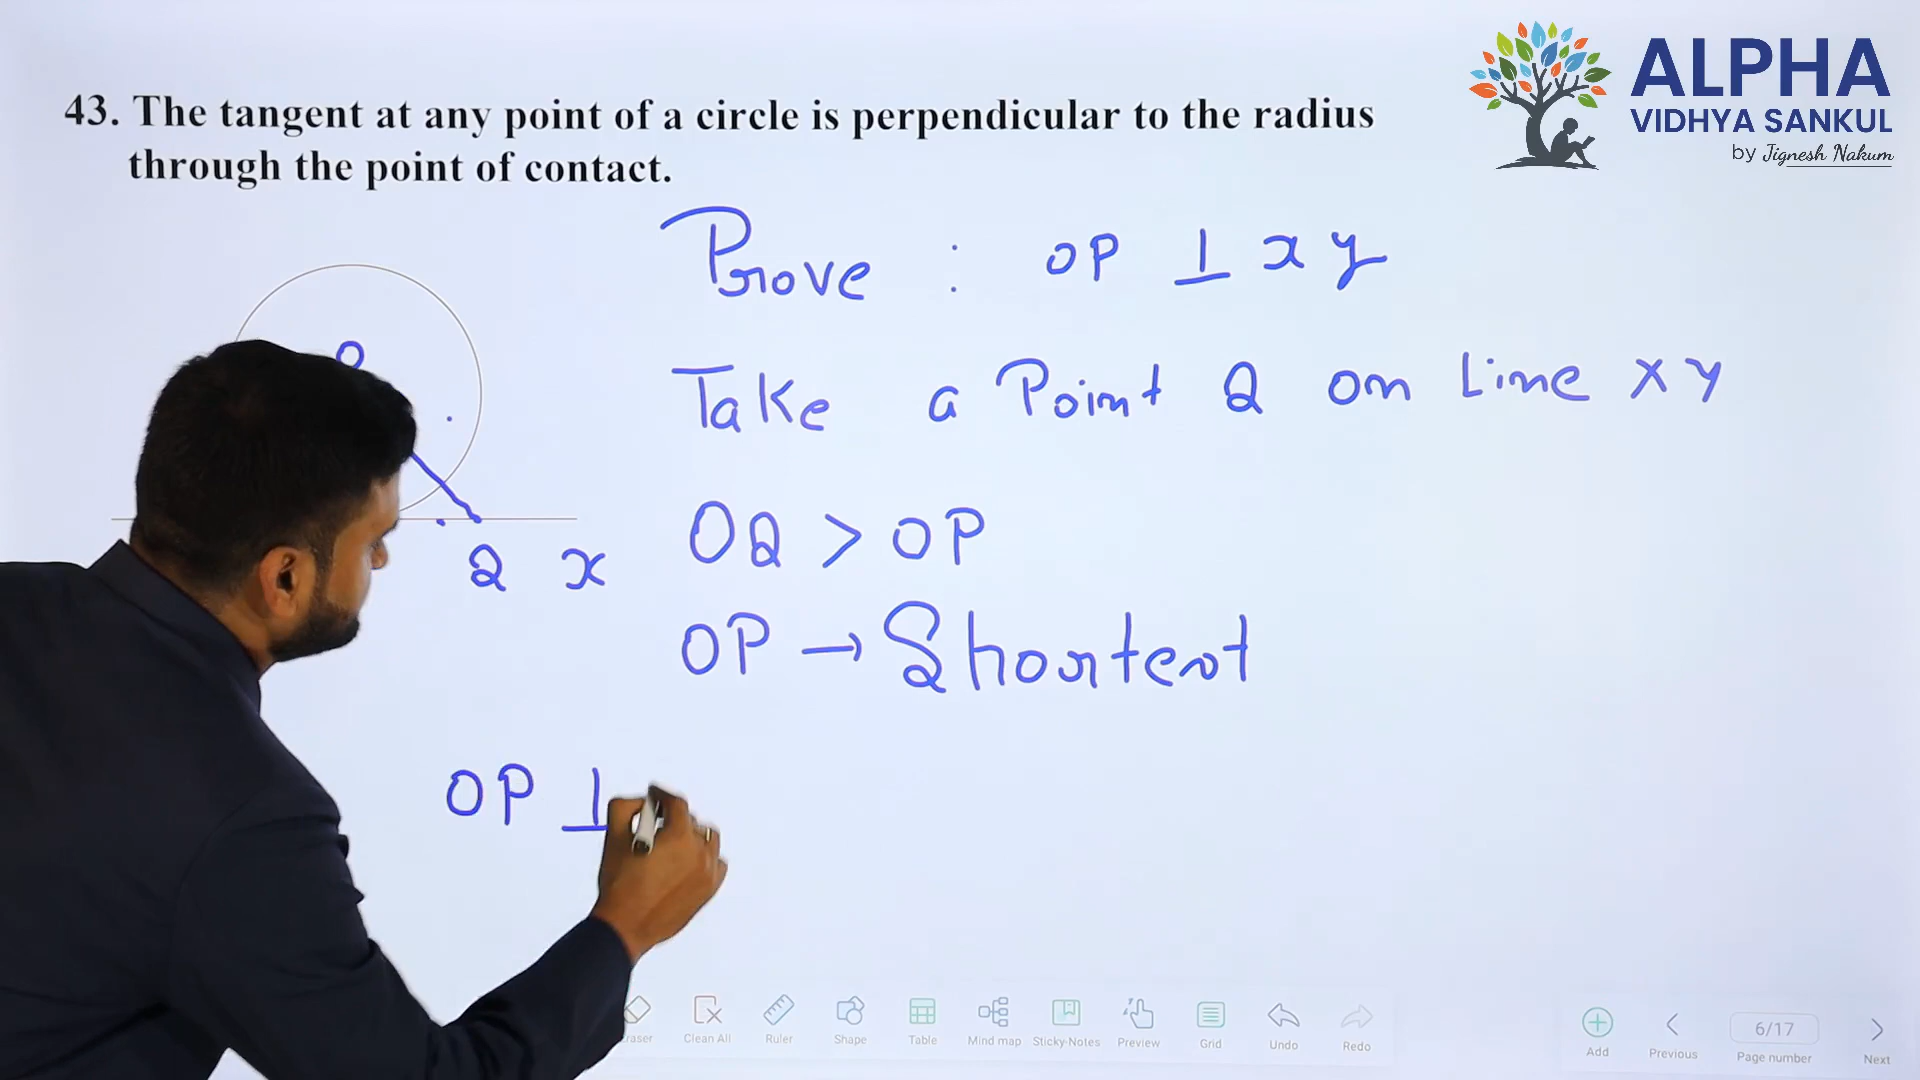 ALPHA
VIDHYA SANKUL
by Jignesh Nakum
43. The tangent at any point of a circle is perpendicular to the radius
through the point of contact.
Prove : OP ⊥ xy
Take a Point Q on Line XY
O
OQ > OP
Q x
OP → Shortest
OP ⊥
Clean All
Ruler
Shape
Table
Mind map
Sticky-Notes
Preview
Grid
Undo
Redo
Add
Previous
6/17
Page number
Next